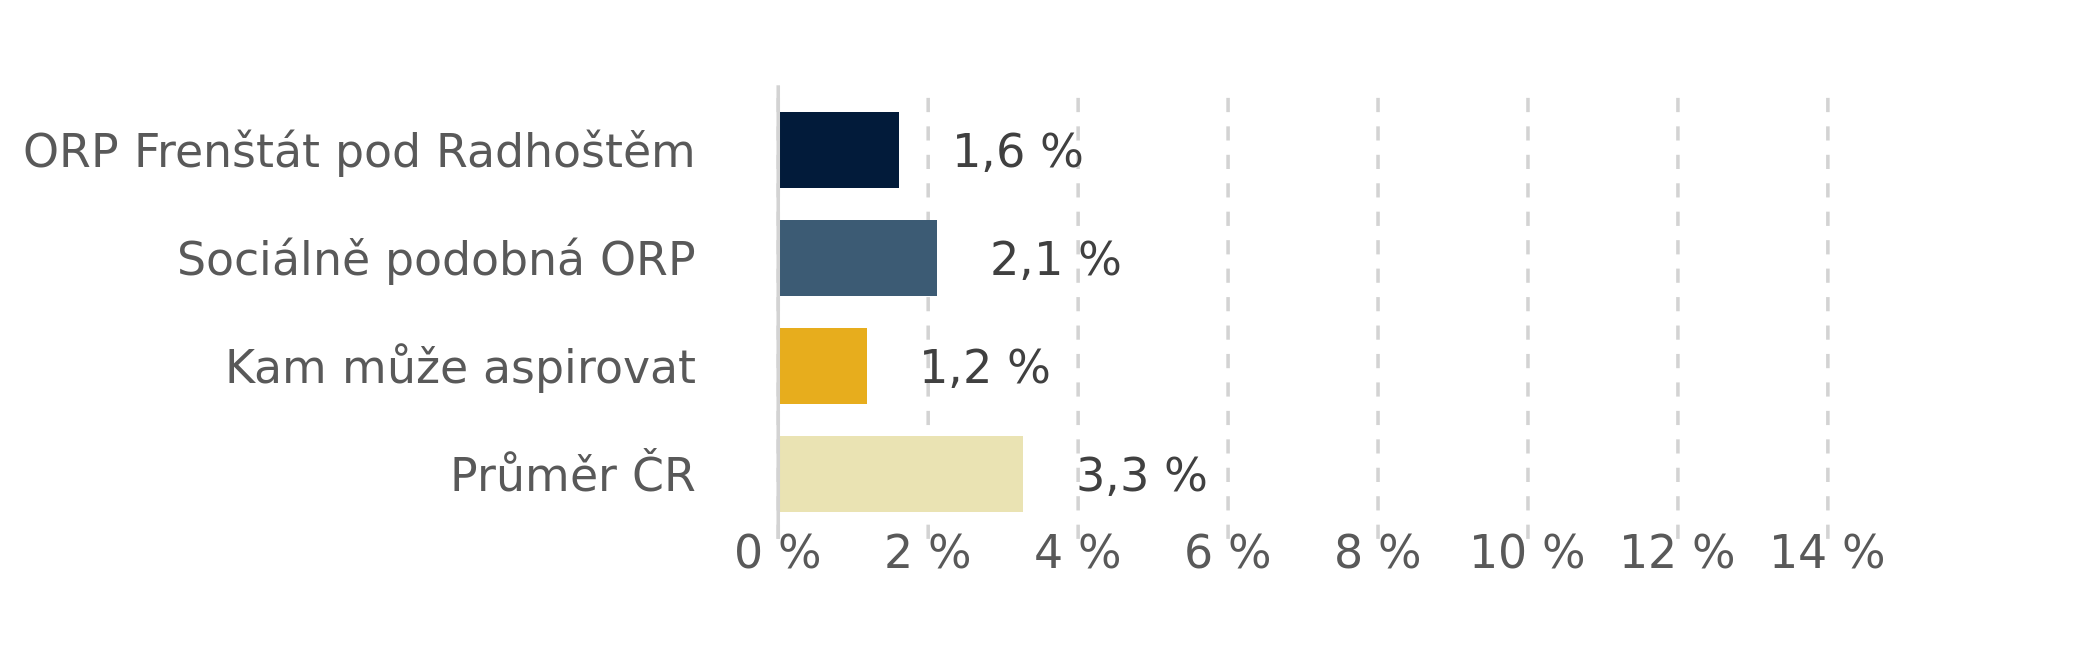 ORP Frenštát pod Radhoštěm 1,6 %
Sociálně podobná ORP 2,1 %
Kam může aspirovat 1,2 %
Průměr ČR 3,3 %
0 % 2 % 4 % 6 % 8 % 10 % 12 % 14 %